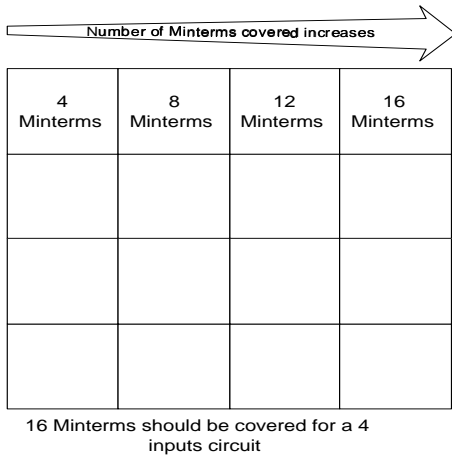 Number of Minterms covered increases
4
Minterms
8
Minterms
12
Minterms
16
Minterms
16 Minterms should be covered for a 4
inputs circuit